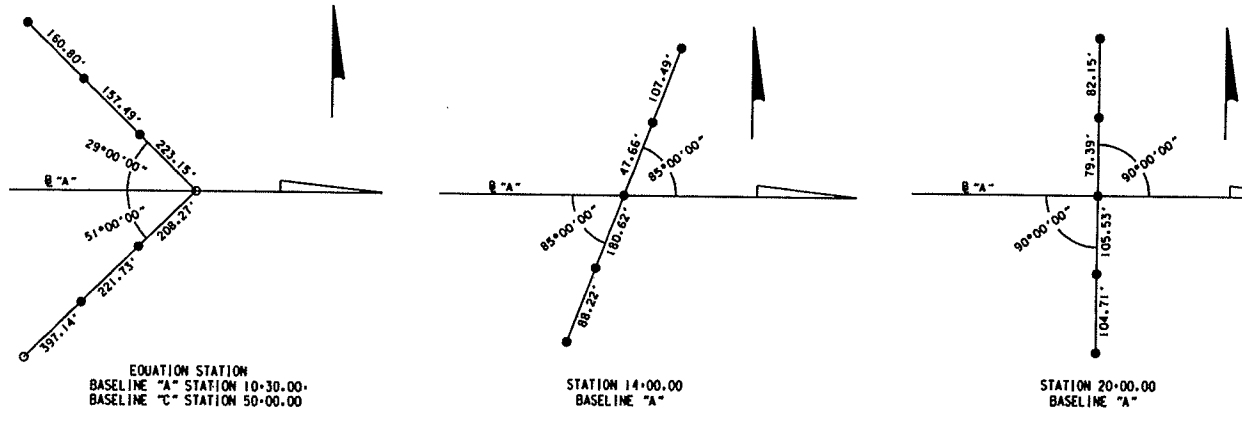 160.80'
157.49'
29°00'00"
223.15'
℄ "A"
51°00'00"
208.27'
221.73'
397.14'
EQUATION STATION
BASELINE "A" STATION 10+30.00=
BASELINE "C" STATION 50+00.00
107.49'
47.66'
85°00'00"
℄ "A"
85°00'00"
180.62'
88.22'
STATION 14+00.00
BASELINE "A"
82.15'
79.39'
90°00'00"
℄ "A"
90°00'00"
105.53'
104.71'
STATION 20+00.00
BASELINE "A"